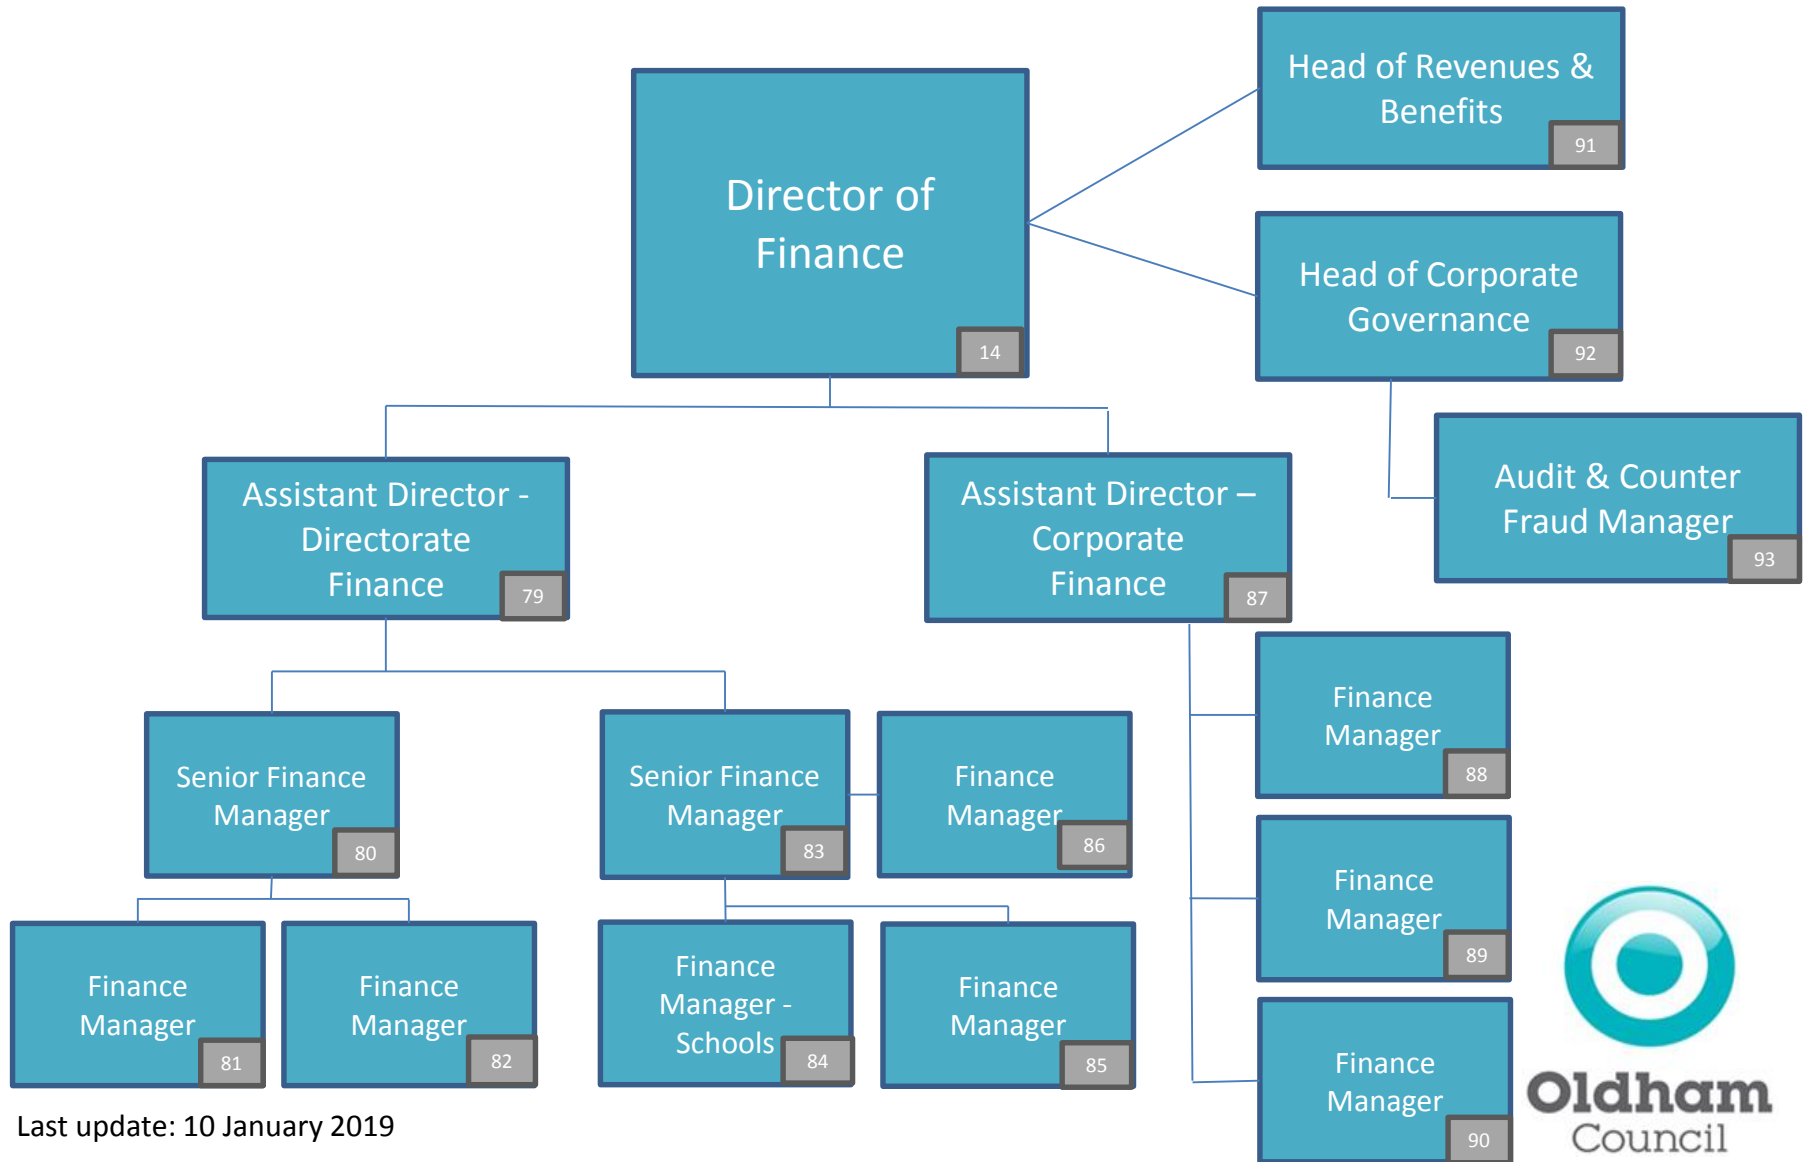 Director of
Finance
14
Head of Revenues &
Benefits
91
Head of Corporate
Governance
92
Audit & Counter
Fraud Manager
93
Assistant Director -
Directorate
Finance
79
Assistant Director –
Corporate
Finance
87
Senior Finance
Manager
80
Senior Finance
Manager
83
Finance
Manager
86
Finance
Manager
81
Finance
Manager
82
Finance
Manager -
Schools
84
Finance
Manager
85
Finance
Manager
88
Finance
Manager
89
Finance
Manager
90
Last update: 10 January 2019
Oldham
Council